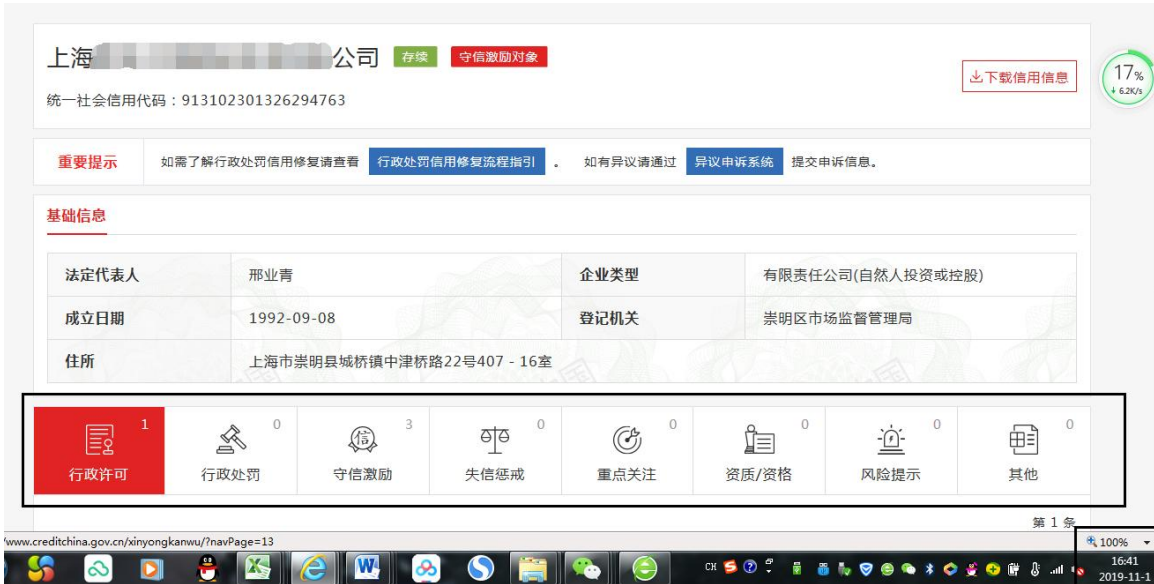 上海 公司 存续 守信激励对象
下载信用信息
17%
6.2K/s
统一社会信用代码：913102301326294763
重要提示 如需了解行政处罚信用修复请查看 行政处罚信用修复流程指引 。 如有异议请通过 异议申诉系统 提交申诉信息。
基础信息
法定代表人 邢业青 企业类型 有限责任公司(自然人投资或控股)
成立日期 1992-09-08 登记机关 崇明区市场监督管理局
住所 上海市崇明县城桥镇中津桥路22号407 - 16室
1 0 3 0 0 0 0 0
信
行政许可 行政处罚 守信激励 失信惩戒 重点关注 资质/资格 风险提示 其他
第 1 条
/www.creditchina.gov.cn/xinyongkanwu/?navPage=13
100%
CH
16:41
2019-11-1